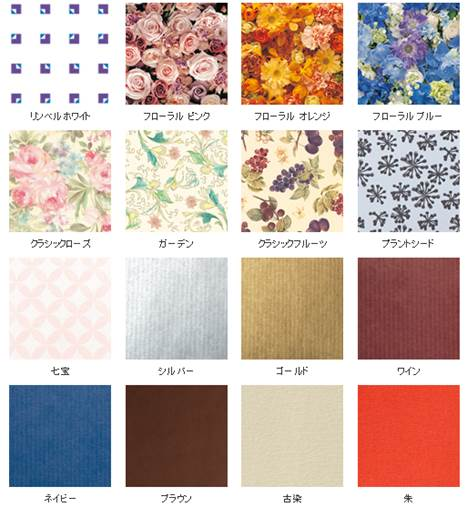 リノベルホワイト
フローラル ピンク
フローラル オレンジ
フローラル ブルー
クラシックローズ
ガーデン
クラシックフルーツ
プラントシード
七宝
シルバー
ゴールド
ワイン
ネイビー
ブラウン
古染
朱